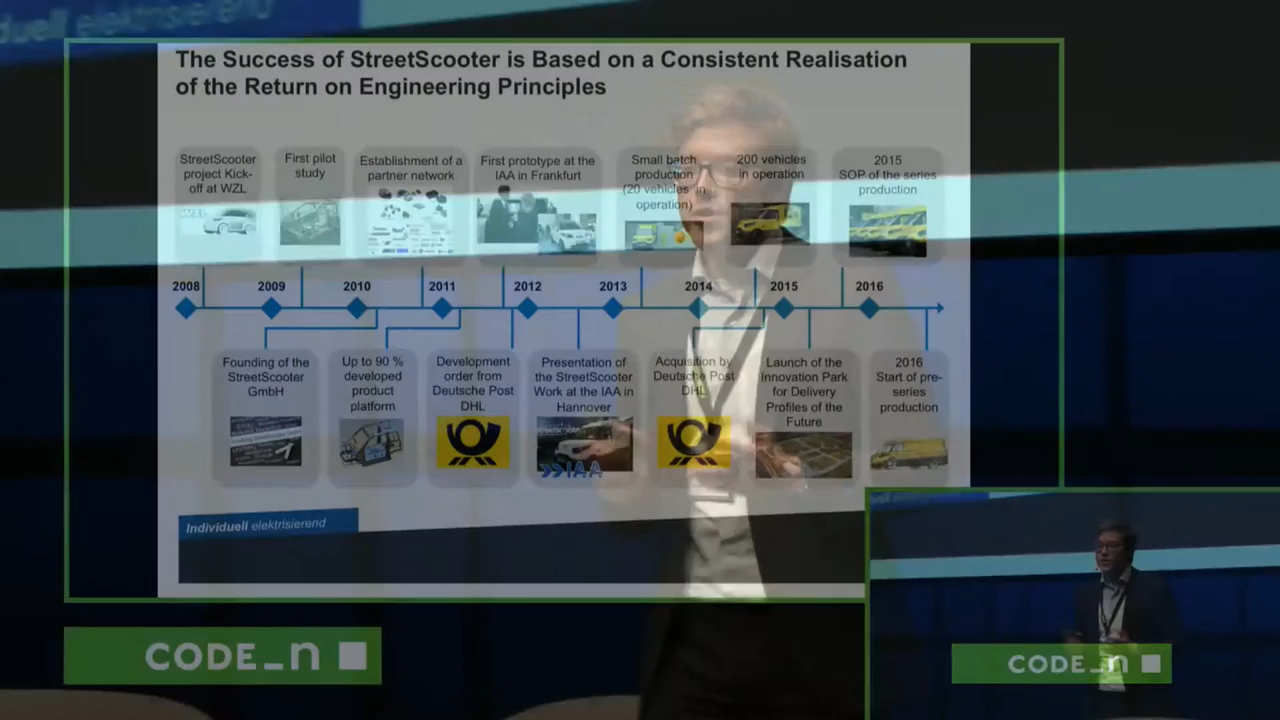 duell elektrisierend
The Success of StreetScooter is Based on a Consistent Realisation
of the Return on Engineering Principles
StreetScooter
project Kick-
off at WZL
First pilot
study
Establishment of a
partner network
First prototype at the
IAA in Frankfurt
Small batch
production
(20 vehicles in
operation)
200 vehicles
in operation
2015
SOP of the series
production
2008 2009 2010 2011 2012 2013 2014 2015 2016
Founding of the
StreetScooter
GmbH
Up to 90 %
developed
product
platform
Development
order from
Deutsche Post
DHL
Presentation of
the StreetScooter
Work at the IAA in
Hannover
IAA
Acquisition by
Deutsche Post
DHL
Launch of the
Innovation Park
for Delivery
Profiles of the
Future
2016
Start of pre-
series
production
Individuell elektrisierend
CODE_n
CODE_n